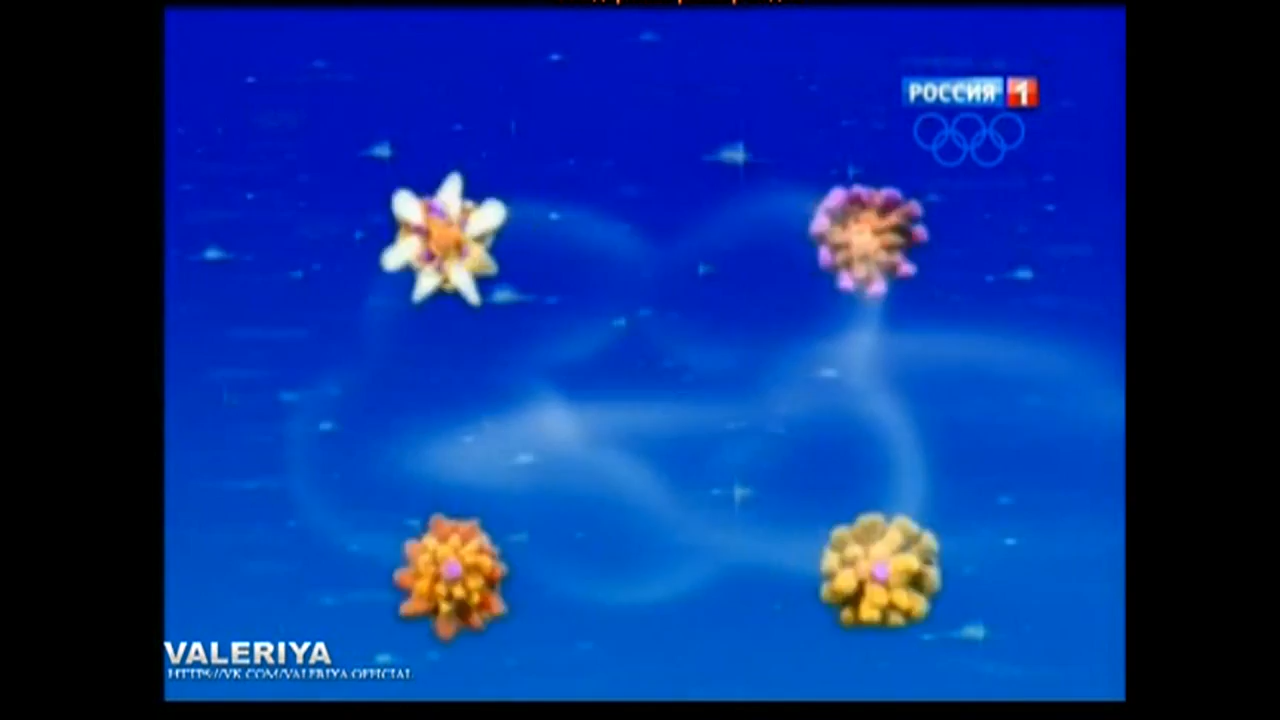 РОССИЯ 1
VALERIYA
HTTPS://VK.COM/VALERIYA.OFFICIAL